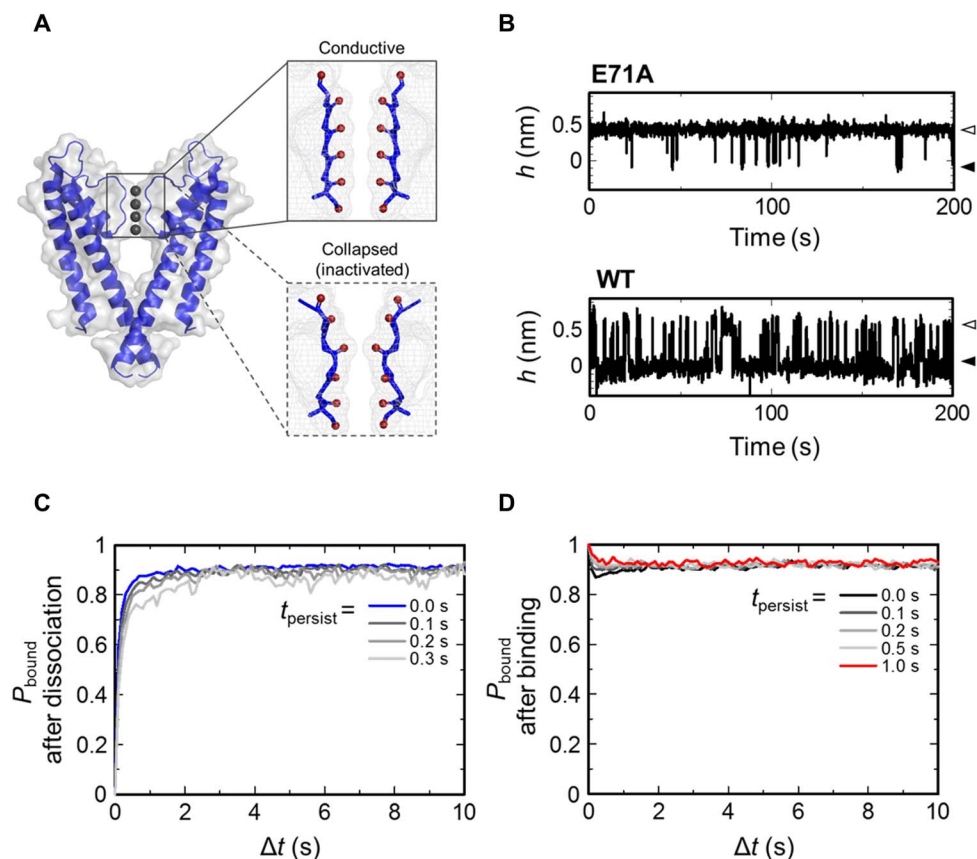 A
Conductive
Collapsed
(inactivated)
B
E71A
h (nm)
0.5
0
0
100
200
Time (s)
WT
h (nm)
0.5
0
0
100
200
Time (s)
C
P bound
after dissociation
1
0.8
0.6
0.4
0.2
0
t persist =
0.0 s
0.1 s
0.2 s
0.3 s
0
2
4
6
8
10
Δt (s)
D
P bound
after binding
1
0.8
0.6
0.4
0.2
0
t persist =
0.0 s
0.1 s
0.2 s
0.5 s
1.0 s
0
2
4
6
8
10
Δt (s)